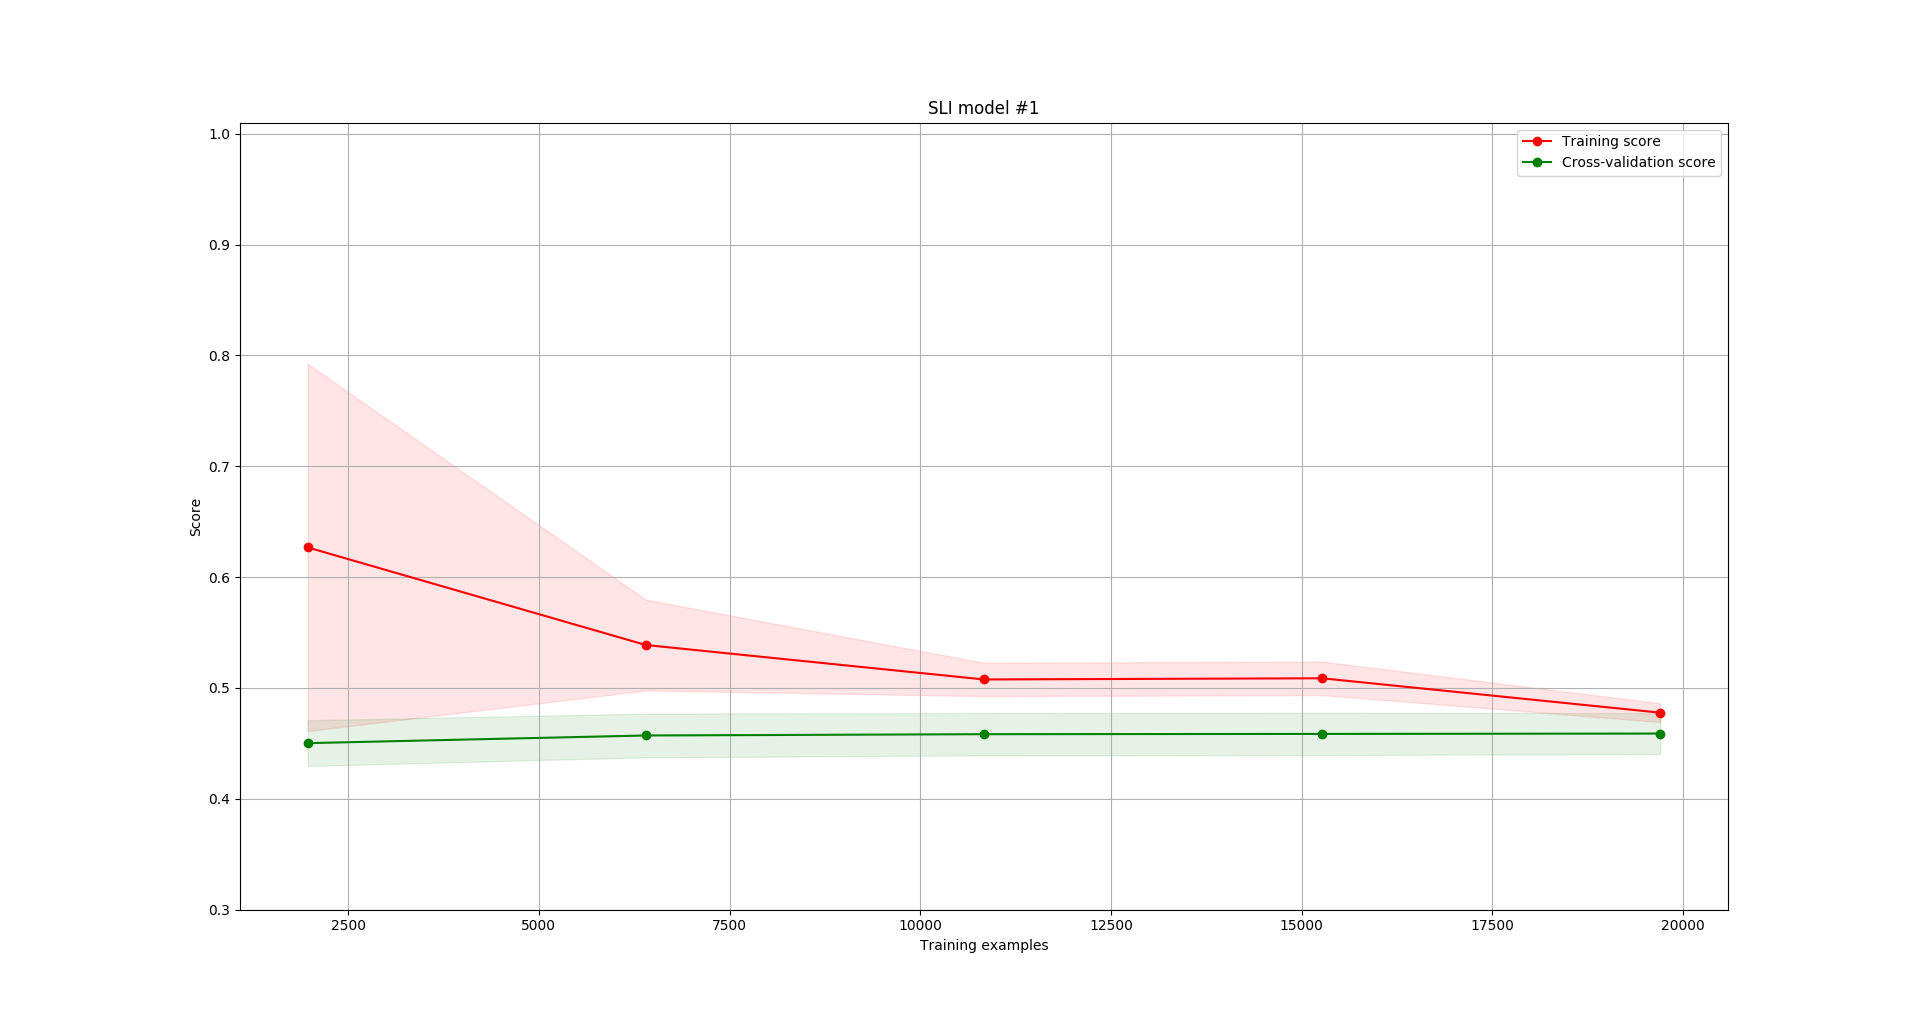 SLI model #1
Training score
Cross-validation score
1.0
0.9
0.8
0.7
0.6
0.5
0.4
0.3
Score
2500 5000 7500 10000 12500 15000 17500 20000
Training examples